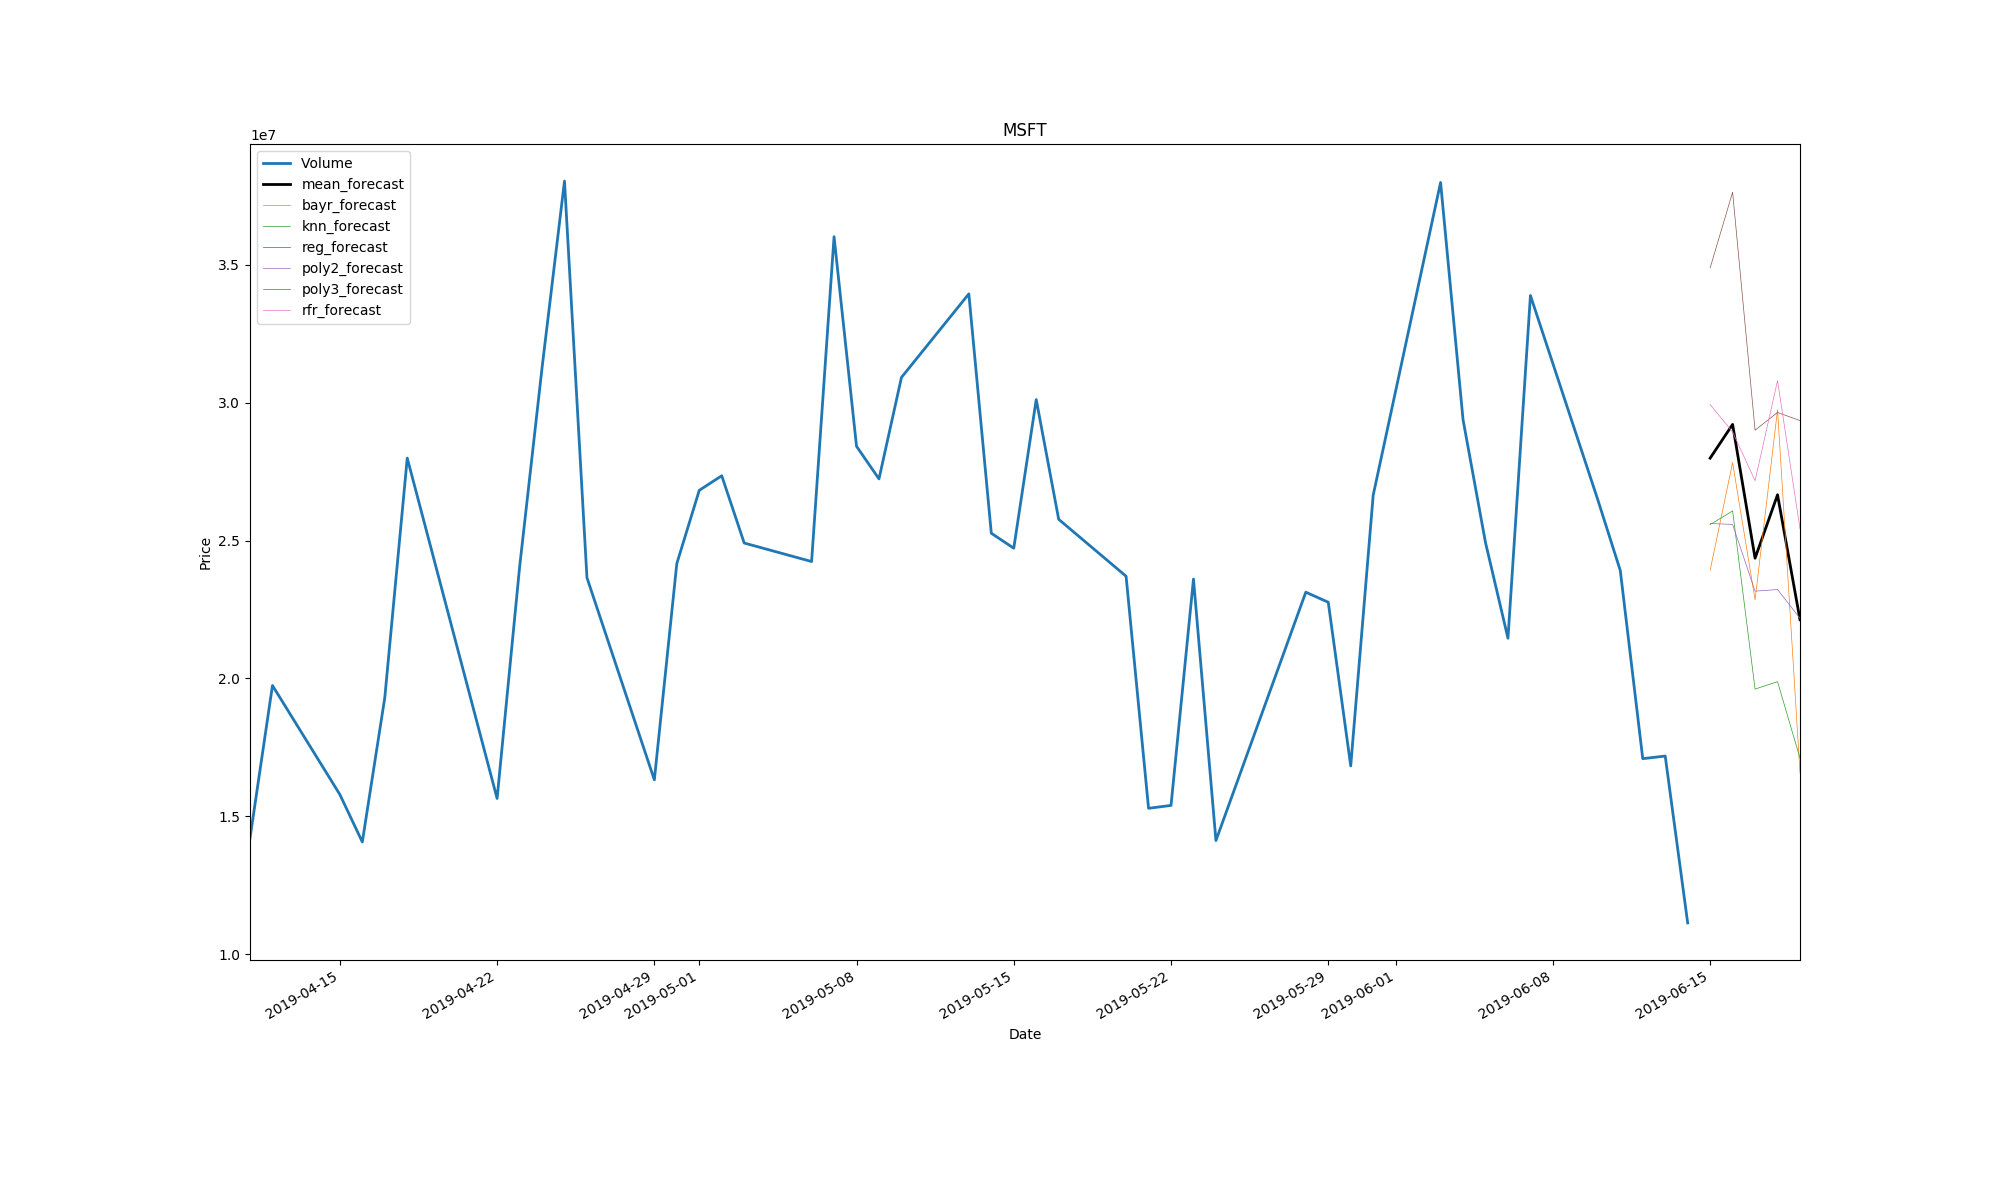 MSFT
1e7
Volume
mean_forecast
bayr_forecast
knn_forecast
reg_forecast
poly2_forecast
poly3_forecast
rfr_forecast
3.5
3.0
2.5
2.0
1.5
1.0
Price
2019-04-15
2019-04-22
2019-04-29
2019-05-01
2019-05-08
2019-05-15
2019-05-22
2019-05-29
2019-06-01
2019-06-08
2019-06-15
Date